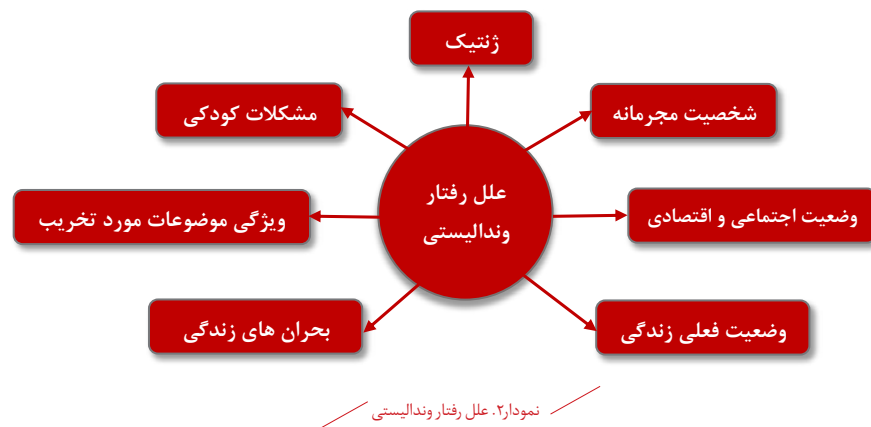 ژنتیک
شخصیت مجرمانه
مشکلات کودکی
علل رفتار
وندالیستی
وضعیت اجتماعی و اقتصادی
ویژگی موضوعات مورد تخریب
وضعیت فعلی زندگی
بحران های زندگی
نمودار۲. علل رفتار وندالیستی